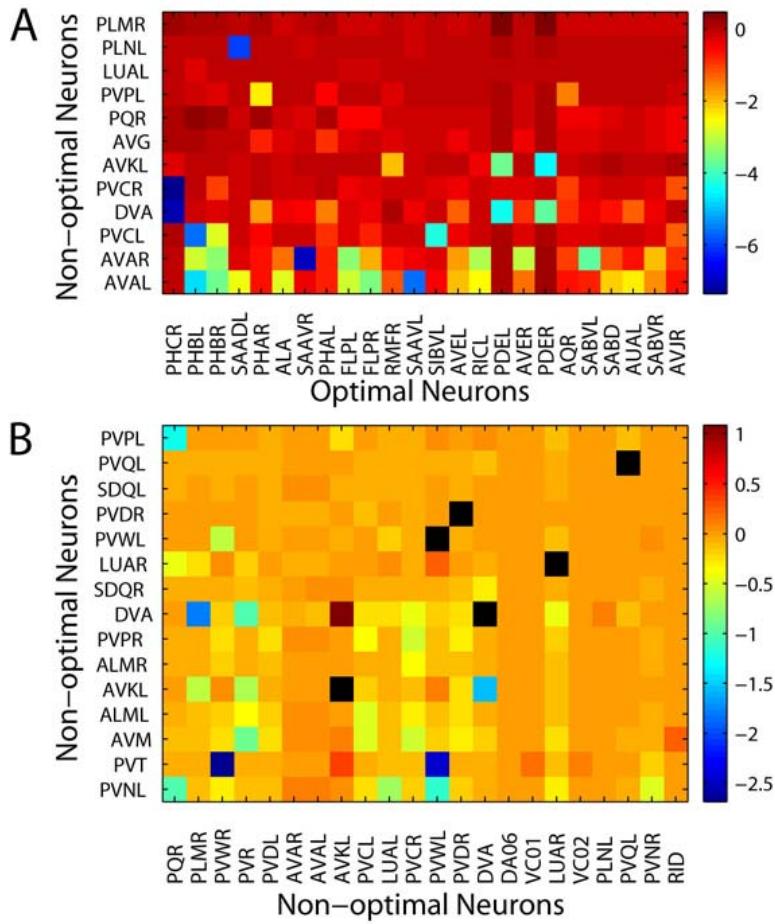 A
Non-optimal Neurons
PLMR
PLNL
LUAL
PVPL
PQR
AVG
AVKL
PVCR
DVA
PVCL
AVAR
AVAL
0
−2
−4
−6
PHCR
PHBL
PHBR
SAADL
PHAR
ALA
SAAVR
PHAL
FLPL
FLPR
RMFR
SAAVL
SIBVL
AVEL
RICL
PDEL
AVER
PDER
AQR
SABVL
SABD
AUAL
SABVR
AVJR
Optimal Neurons
B
Non-optimal Neurons
PVPL
PVQL
SDQL
PVDR
PVWL
LUAR
SDQR
DVA
PVPR
ALMR
AVKL
ALML
AVM
PVT
PVNL
1
0.5
0
−0.5
−1
−1.5
−2
−2.5
PQR
PLMR
PVWR
PVR
PVDL
AVAR
AVAL
AVKL
PVCL
LUAL
PVCR
PVWL
PVDR
DVA
DA06
VC01
LUAR
VC02
PLNL
PVQL
PVNR
RID
Non-optimal Neurons